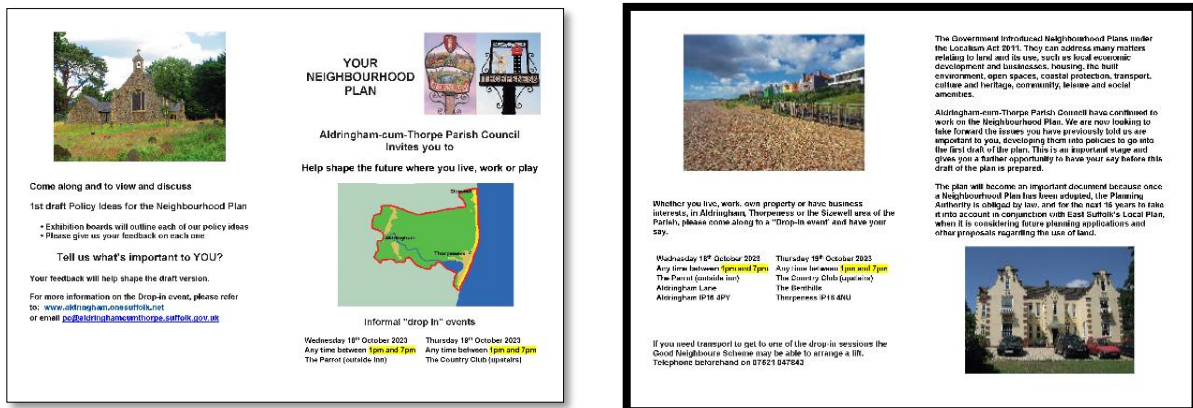 Come along and to view and discuss
1st draft Policy Ideas for the Neighbourhood Plan
• Exhibition boards will outline each of our policy ideas
• Please give us your feedback on each one
Tell us what's important to YOU?
Your feedback will help shape the draft version.
For more information on the Drop-in event, please refer
to: www.aldringham.onesuffolk.net
or email pc@aldringhamcumthorpe.suffolk.gov.uk
YOUR
NEIGHBOURHOOD
PLAN
THORPENESS
Aldringham-cum-Thorpe Parish Council
Invites you to
Help shape the future where you live, work or play
Sizewell
Aldringham
Thorpeness
Informal "drop in" events
Wednesday 18th October 2023
Any time between 1pm and 7pm
The Parrot (outside inn)
Thursday 19th October 2023
Any time between 1pm and 7pm
The Country Club (upstairs)
Whether you live, work, own property or have business
interests, in Aldringham, Thorpeness or the Sizewell area of the
Parish, please come along to a 'Drop-in event' and have your
say.
Wednesday 18th October 2023
Any time between 1pm and 7pm
The Parrot (outside inn)
Aldringham Lane
Aldringham IP16 4PY
Thursday 19th October 2023
Any time between 1pm and 7pm
The Country Club (upstairs)
The Benthills
Thorpeness IP16 4NU
If you need transport to get to one of the drop-in sessions the
Good Neighbours Scheme may be able to arrange a lift.
Telephone beforehand on 07521 047843
The Government introduced Neighbourhood Plans under
the Localism Act 2011. They can address many matters
relating to land and its use, such as local economic
development and businesses, housing, the built
environment, open spaces, coastal protection, transport,
culture and heritage, community, leisure and social
amenities.
Aldringham-cum-Thorpe Parish Council have continued to
work on the Neighbourhood Plan. We are now looking to
take forward the issues you have previously told us are
important to you, developing them into policies to go into
the first draft of the plan. This is an important stage and
gives you a further opportunity to have your say before this
draft of the plan is prepared.
The plan will become an important document because once
a Neighbourhood Plan has been adopted, the Planning
Authority is obliged by law, and for the next 15 years to take
it into account in conjunction with East Suffolk's Local Plan,
when it is considering future planning applications and
other proposals regarding the use of land.